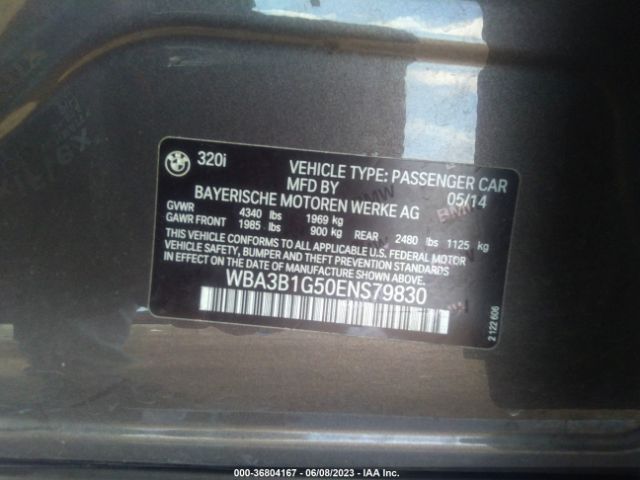 BMW 320i
VEHICLE TYPE: PASSENGER CAR
MFD BY 05/14
BAYERISCHE MOTOREN WERKE AG
GVWR 4340 lbs 1969 kg
GAWR FRONT 1985 lbs 900 kg REAR 2480 lbs 1125 kg
THIS VEHICLE CONFORMS TO ALL APPLICABLE U.S. FEDERAL MOTOR
VEHICLE SAFETY, BUMPER, AND THEFT PREVENTION STANDARDS
IN EFFECT ON THE DATE OF MANUFACTURE SHOWN ABOVE.
WBA3B1G50ENS79830
2 122 606
000-36804167 - 06/08/2023 - IAA Inc.